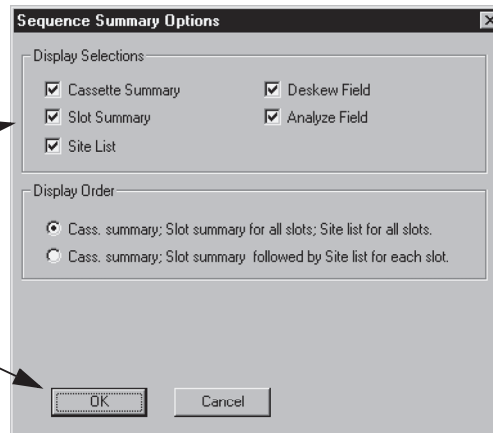 Sequence Summary Options
Display Selections
Cassette Summary
Deskew Field
Slot Summary
Analyze Field
Site List
Display Order
Cass. summary; Slot summary for all slots; Site list for all slots.
Cass. summary; Slot summary followed by Site list for each slot.
OK
Cancel